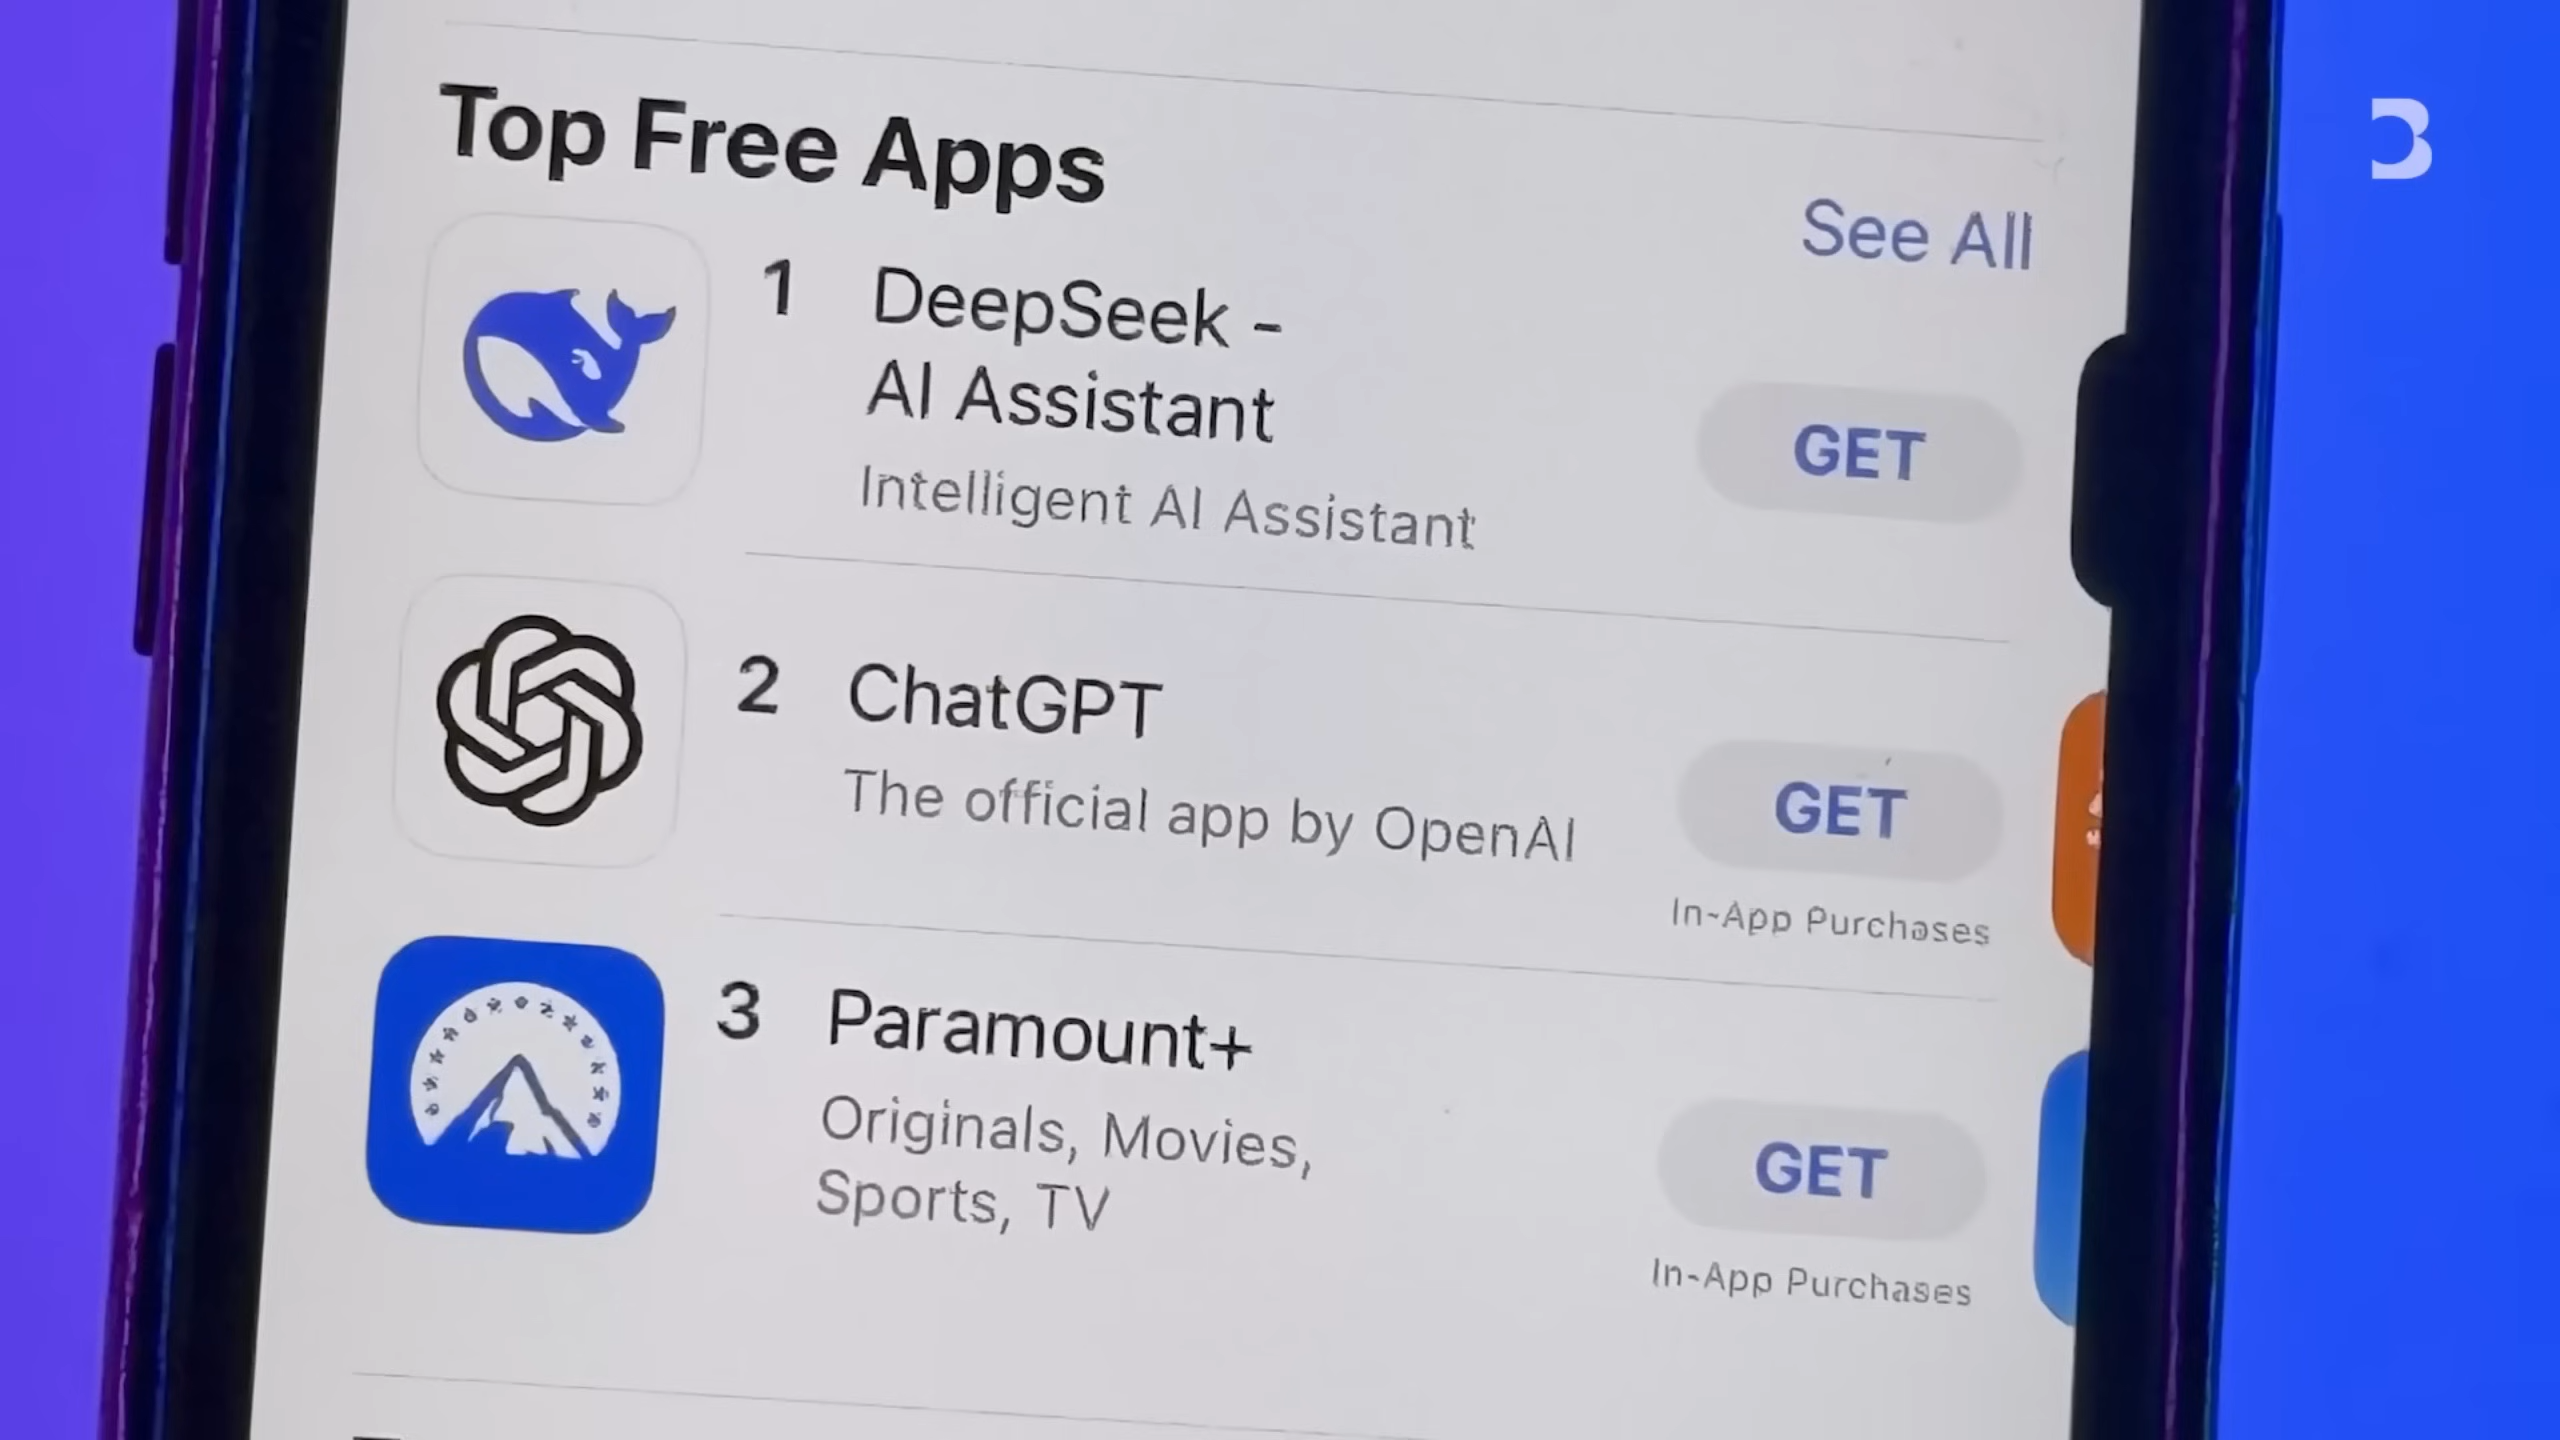 Top Free Apps
See All
1 DeepSeek -
AI Assistant
Intelligent AI Assistant
GET
2 ChatGPT
The official app by OpenAI
GET
In-App Purchases
3 Paramount+
Originals, Movies,
Sports, TV
GET
In-App Purchases